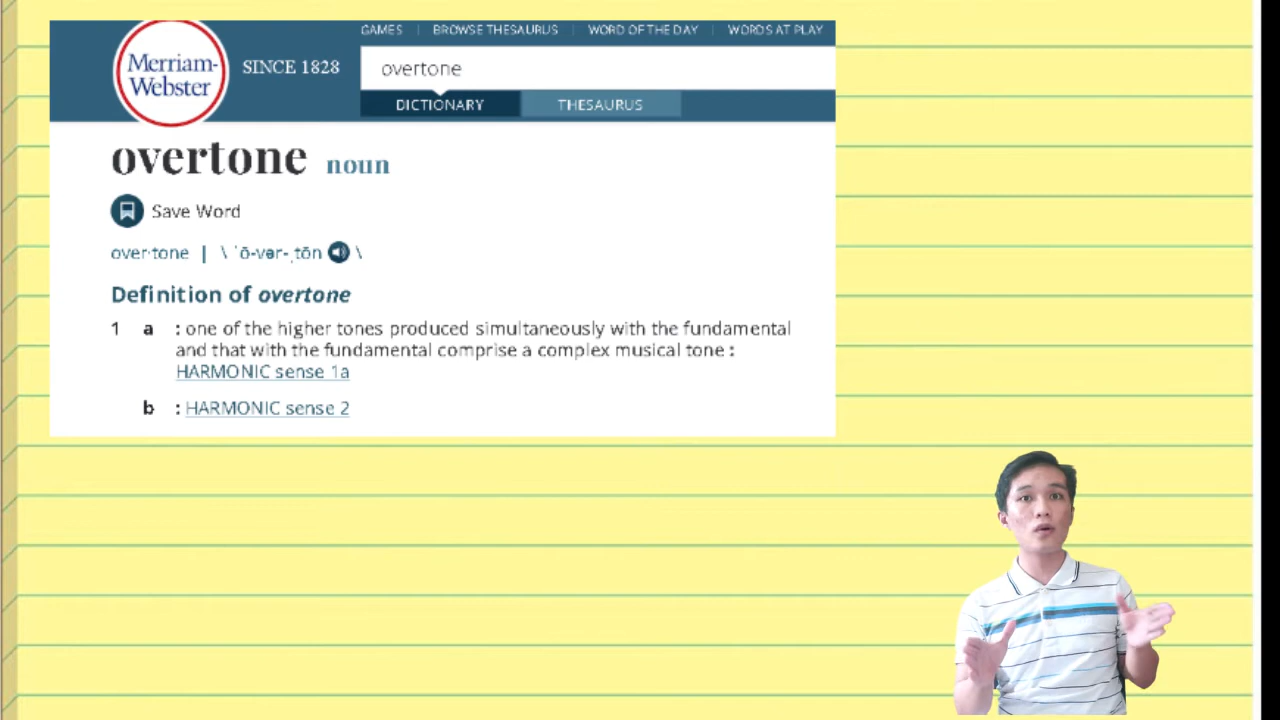 GAMES | BROWSE THESAURUS | WORD OF THE DAY | WORDS AT PLAY
Merriam-
Webster
SINCE 1828
overtone
DICTIONARY THESAURUS
overtone noun
Save Word
over·tone | \ ˈō-vər-ˌtōn \
Definition of overtone
1 a : one of the higher tones produced simultaneously with the fundamental
and that with the fundamental comprise a complex musical tone :
HARMONIC sense 1a
b : HARMONIC sense 2